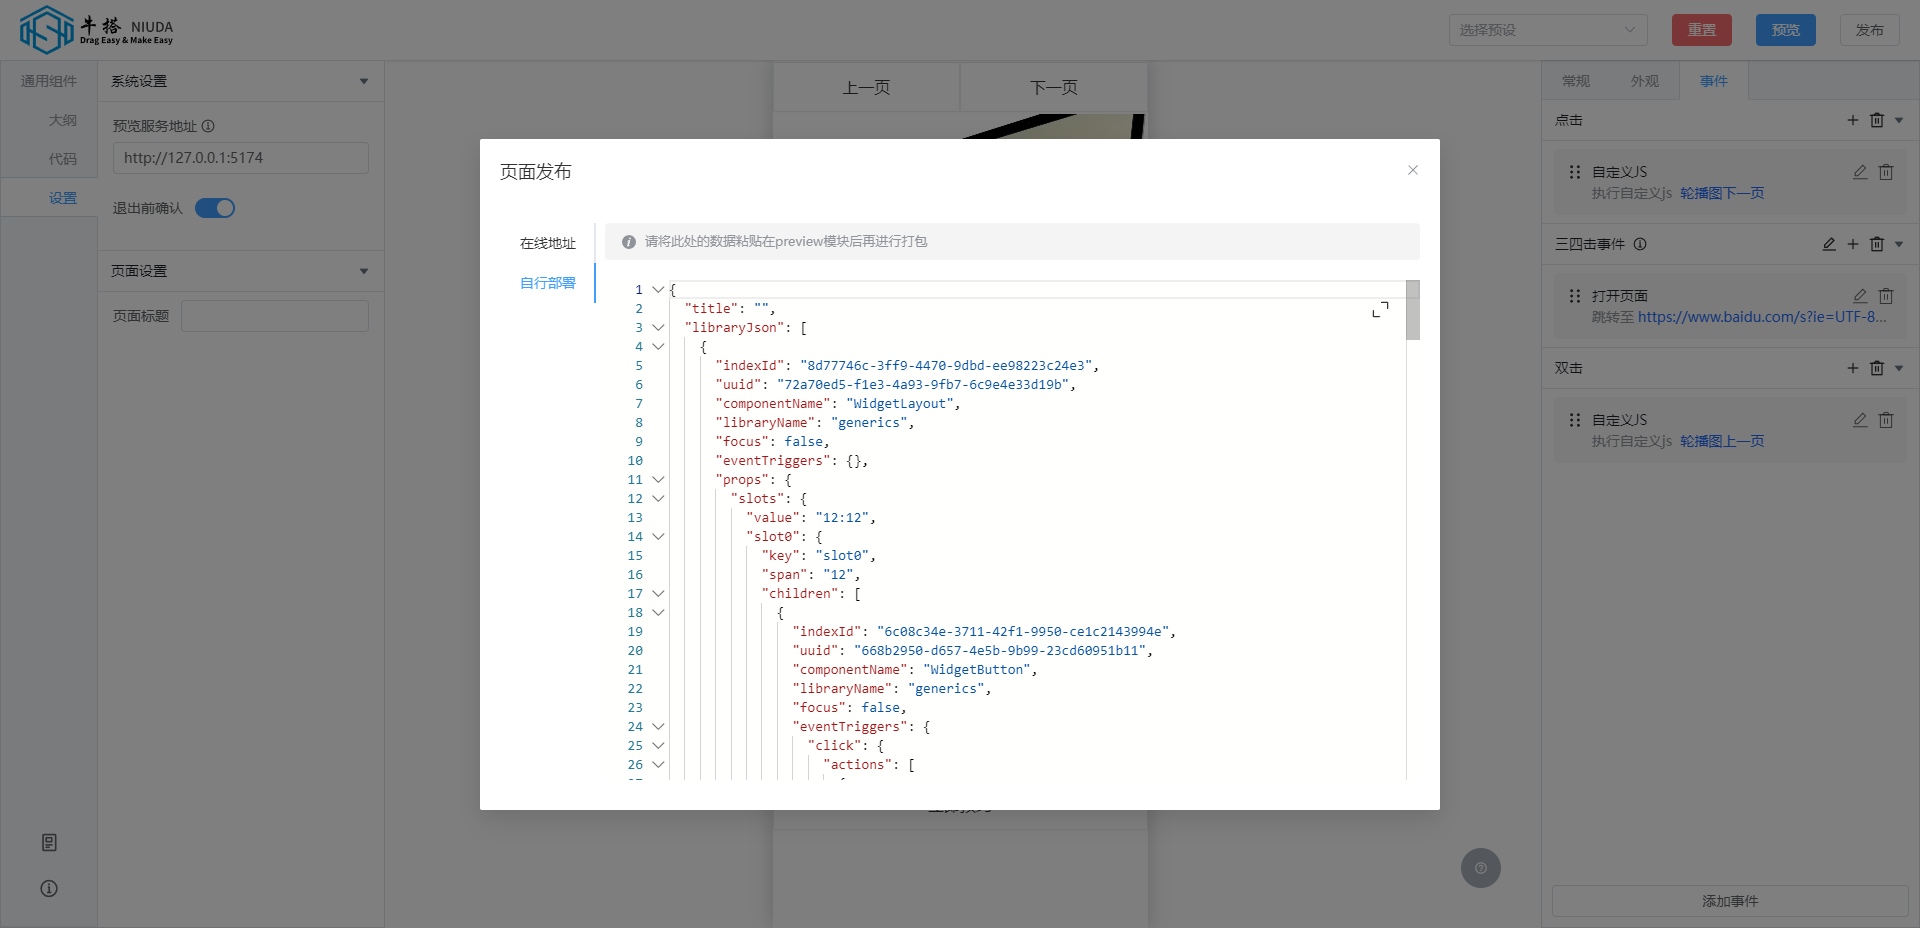 牛搭 NIUDA
Drag Easy & Make Easy
选择预设
重置
预览
发布
通用组件
大纲
代码
设置
系统设置
预览服务地址
http://127.0.0.1:5174
退出前确认
页面设置
页面标题
上一页
下一页
页面发布
在线地址
自行部署
请将此处的数据粘贴在preview模块后再进行打包
1 {
2 "title": "",
3 "libraryJson": [
4 {
5 "indexId": "8d77746c-3ff9-4470-9dbd-ee98223c24e3",
6 "uuid": "72a70ed5-f1e3-4a93-9fb7-6c9e4e33d19b",
7 "componentName": "WidgetLayout",
8 "libraryName": "generics",
9 "focus": false,
10 "eventTriggers": {},
11 "props": {
12 "slots": {
13 "value": "12:12",
14 "slot0": {
15 "key": "slot0",
16 "span": "12",
17 "children": [
18 {
19 "indexId": "6c08c34e-3711-42f1-9950-ce1c2143994e",
20 "uuid": "668b2950-d657-4e5b-9b99-23cd60951b11",
21 "componentName": "WidgetButton",
22 "libraryName": "generics",
23 "focus": false,
24 "eventTriggers": {
25 "click": {
26 "actions": [
常规
外观
事件
点击
自定义JS
执行自定义js 轮播图下一页
三四击事件
打开页面
跳转至 https://www.baidu.com/s?ie=UTF-8...
双击
自定义JS
执行自定义js 轮播图上一页
添加事件